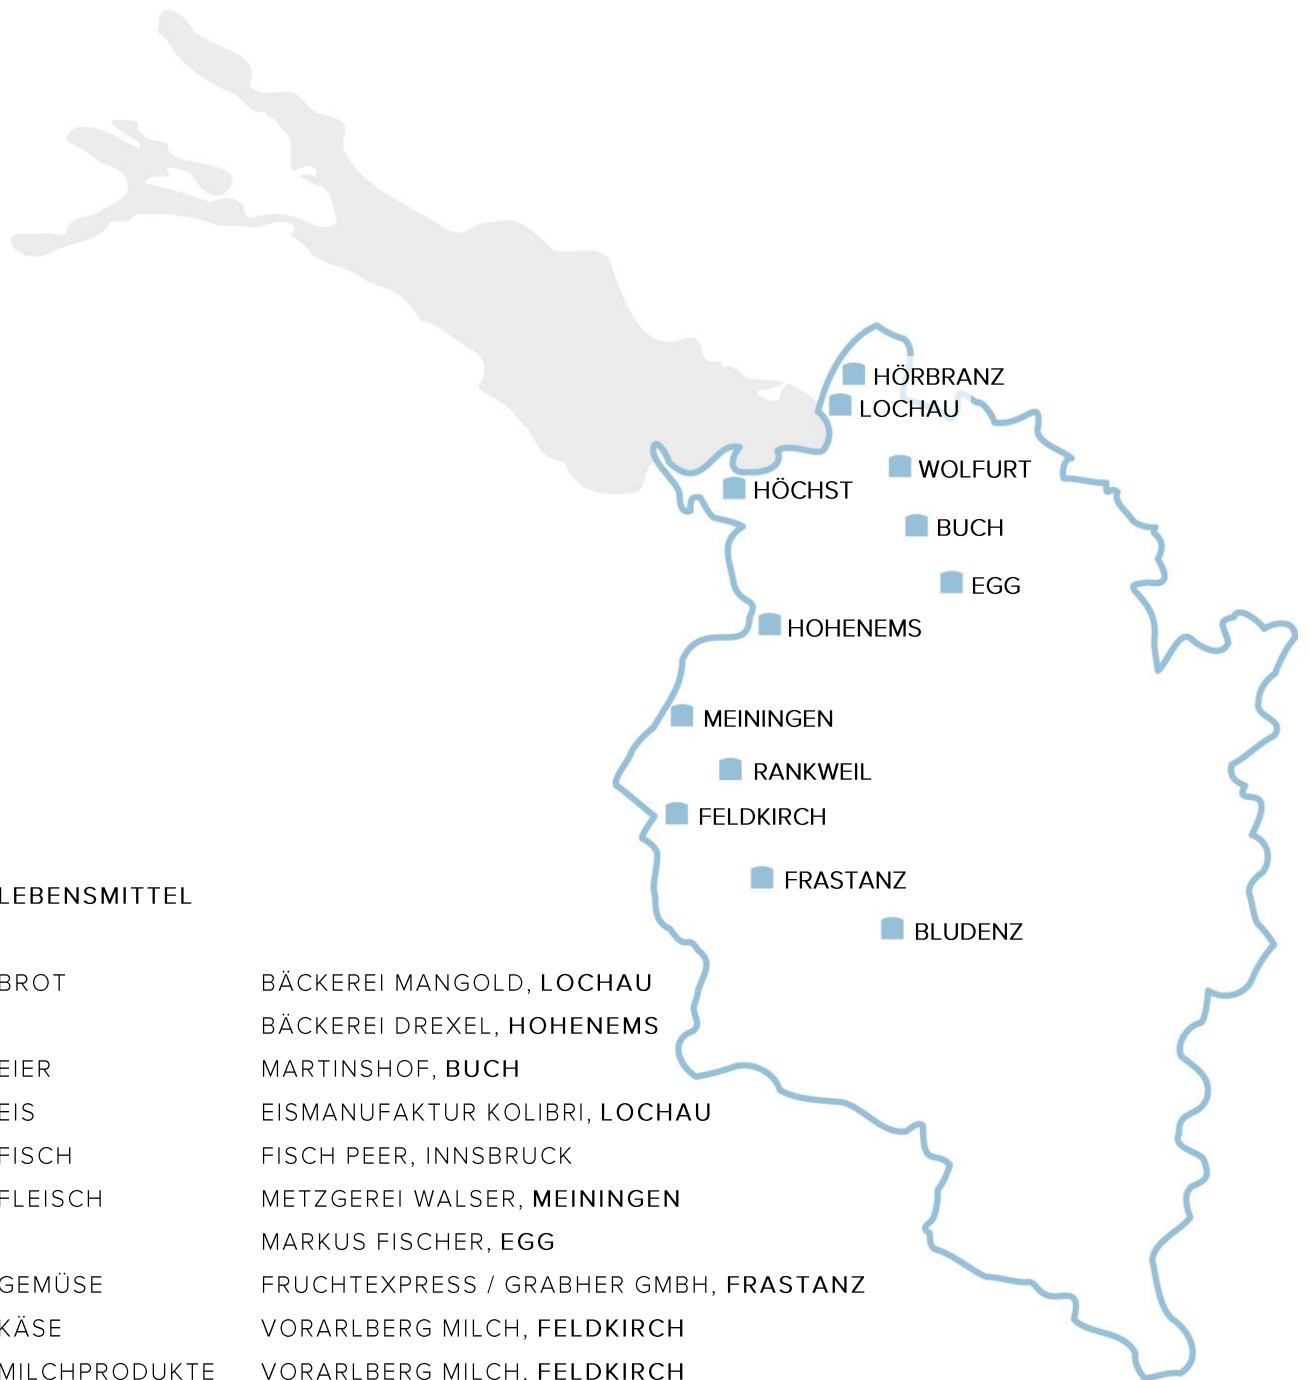 HÖRBRANZ
LOCHAU
WOLFURT
HÖCHST
BUCH
EGG
HOHENEMS
MEININGEN
RANKWEIL
FELDKIRCH
FRASTANZ
BLUDENZ
LEBENSMITTEL
BROT BÄCKEREI MANGOLD, LOCHAU
BÄCKEREI DREXEL, HOHENEMS
EIER MARTINSHOF, BUCH
EIS EISMANUFAKTUR KOLIBRI, LOCHAU
FISCH FISCH PEER, INNSBRUCK
FLEISCH METZGEREI WALSER, MEININGEN
MARKUS FISCHER, EGG
GEMÜSE FRUCHTEXPRESS / GRABHER GMBH, FRASTANZ
KÄSE VORARLBERG MILCH, FELDKIRCH
MILCHPRODUKTE VORARLBERG MILCH, FELDKIRCH